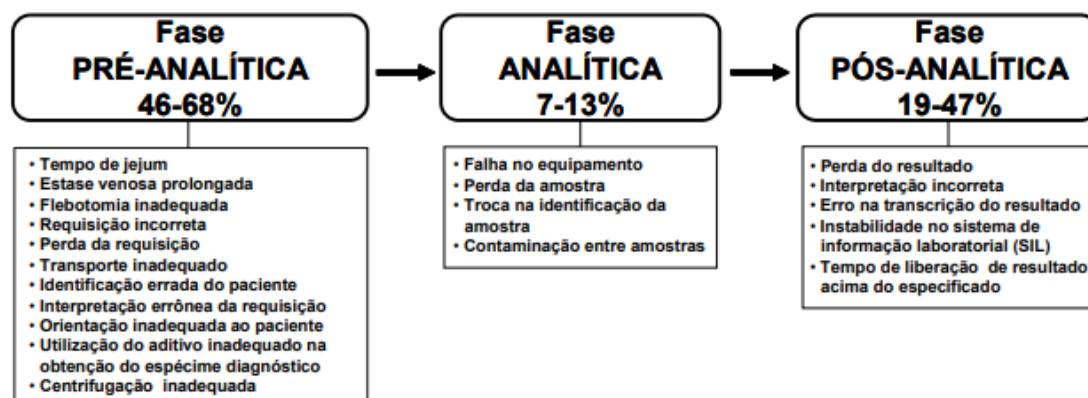 Fase
PRÉ-ANALÍTICA
46-68%
• Tempo de jejum
• Estase venosa prolongada
• Flebotomia inadequada
• Requisição incorreta
• Perda da requisição
• Transporte inadequado
• Identificação errada do paciente
• Interpretação errônea da requisição
• Orientação inadequada ao paciente
• Utilização do aditivo inadequado na
obtenção do espécime diagnóstico
• Centrifugação inadequada
Fase
ANALÍTICA
7-13%
• Falha no equipamento
• Perda da amostra
• Troca na identificação da
amostra
• Contaminação entre amostras
Fase
PÓS-ANALÍTICA
19-47%
• Perda do resultado
• Interpretação incorreta
• Erro na transcrição do resultado
• Instabilidade no sistema de
informação laboratorial (SIL)
• Tempo de liberação de resultado
acima do especificado